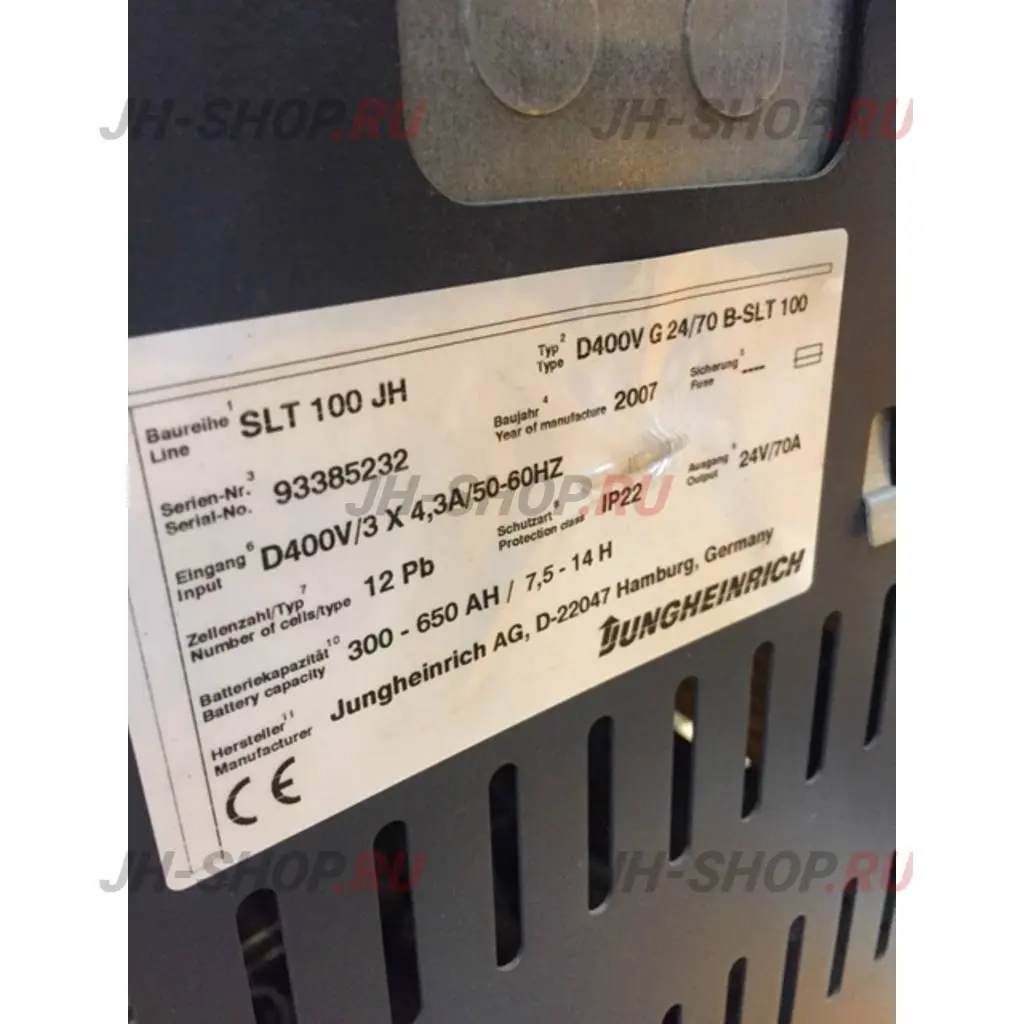 JH-SHOP.RU JH-SHOP.RU
Baureihe¹ SLT 100 JH Typ² D400V G 24/70 B-SLT 100
Line Type
Serien-Nr.³ 93385232 Baujahr⁴ 2007 Sicherung⁵ ---
Serial-No. Year of manufacture Fuse
JH-SHOP.RU
Eingang⁶ D400V/3 X 4,3A/50-60HZ Ausgang 24V/70A
Input Output
Zellenzahl/Typ⁷ 12 Pb Schutzart IP22
Number of cells/type Protection class
Batteriekapazität¹⁰ 300 - 650 AH / 7,5 - 14 H
Battery capacity
Hersteller¹¹ Jungheinrich AG, D-22047 Hamburg, Germany
Manufacturer
JUNGHEINRICH
CE
JH-SHOP.RU JH-SHOP.RU